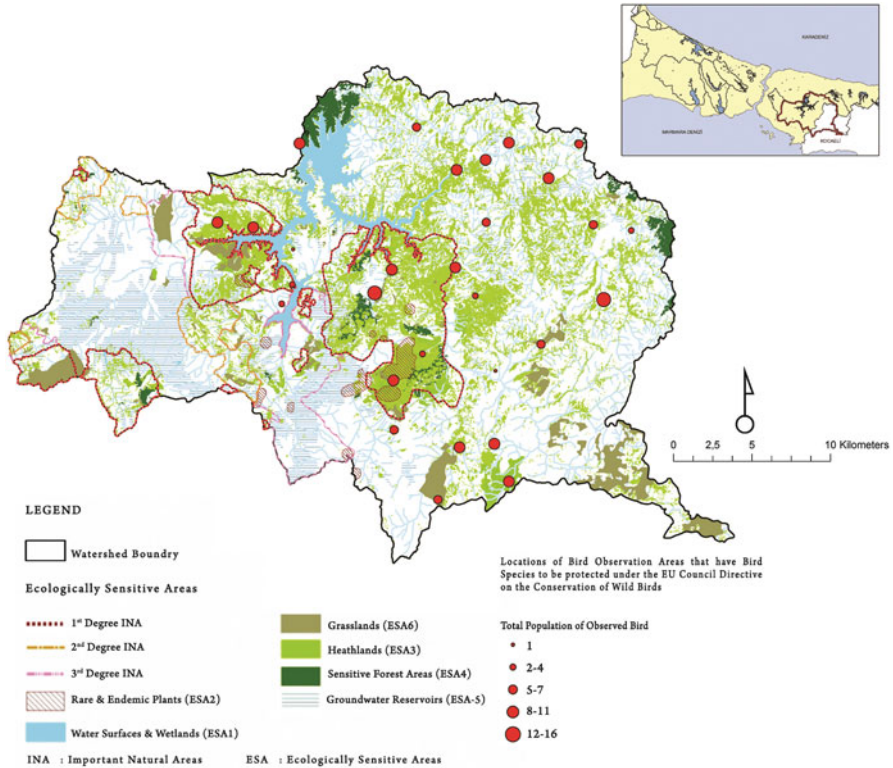 KARADENİZ
MARMARA DENİZİ
KOCAELİ
0 2,5 5 10 Kilometers
LEGEND
Watershed Boundry
Ecologically Sensitive Areas
1st Degree INA
2nd Degree INA
3rd Degree INA
Rare & Endemic Plants (ESA2)
Water Surfaces & Wetlands (ESA1)
Grasslands (ESA6)
Heathlands (ESA3)
Sensitive Forest Areas (ESA4)
Groundwater Reservoirs (ESA-5)
INA : Important Natural Areas
ESA : Ecologically Sensitive Areas
Locations of Bird Observation Areas that have Bird
Species to be protected under the EU Council Directive
on the Conservation of Wild Birds
Total Population of Observed Bird
1
2-4
5-7
8-11
12-16